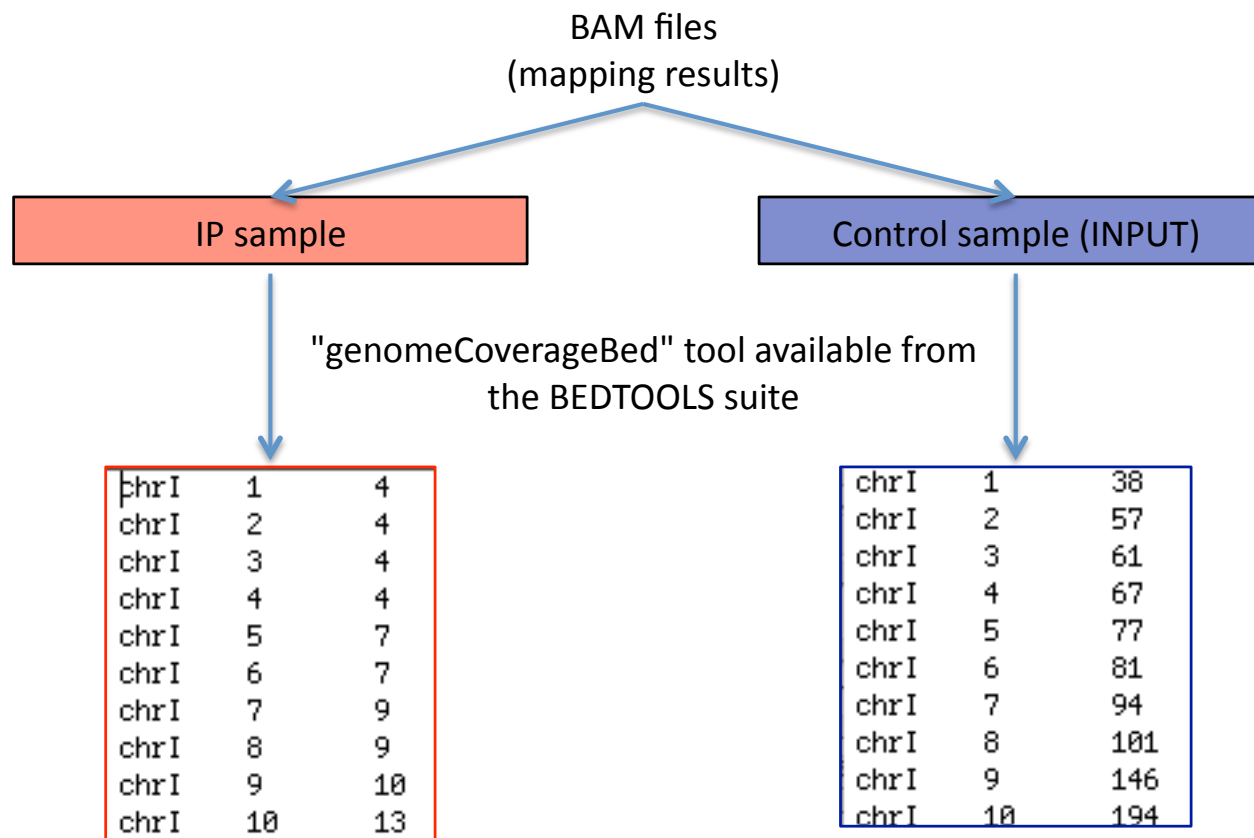 BAM files
(mapping results)
IP sample
Control sample (INPUT)
"genomeCoverageBed" tool available from
the BEDTOOLS suite
chrI 1 4
chrI 2 4
chrI 3 4
chrI 4 4
chrI 5 7
chrI 6 7
chrI 7 9
chrI 8 9
chrI 9 10
chrI 10 13
chrI 1 38
chrI 2 57
chrI 3 61
chrI 4 67
chrI 5 77
chrI 6 81
chrI 7 94
chrI 8 101
chrI 9 146
chrI 10 194